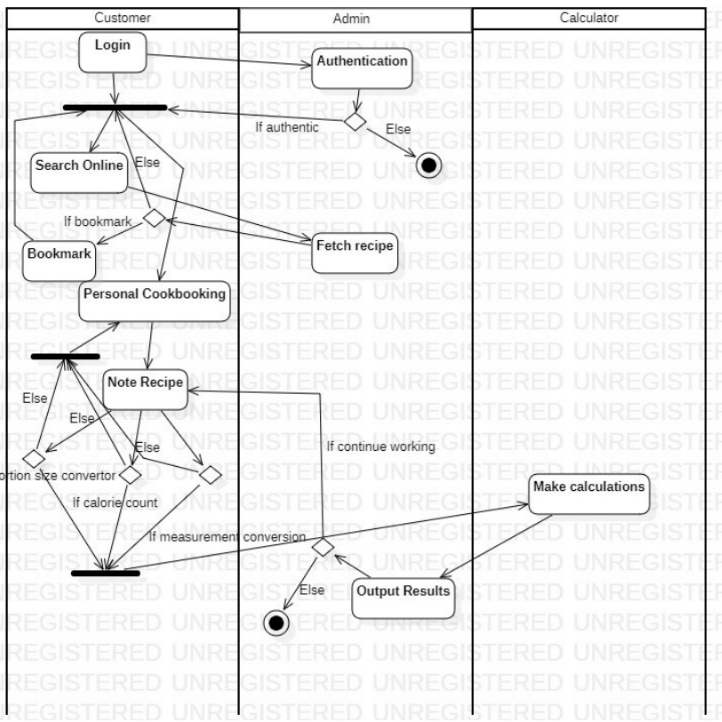 Customer
Admin
Calculator
Login
Authentication
If authentic
Else
Search Online
Else
If bookmark
Bookmark
Fetch recipe
Personal Cookbooking
Note Recipe
Else
Else
Else
If continue working
ortion size convertor
If calorie count
If measurement conversion
Make calculations
Output Results
Else
UNREGISTERED